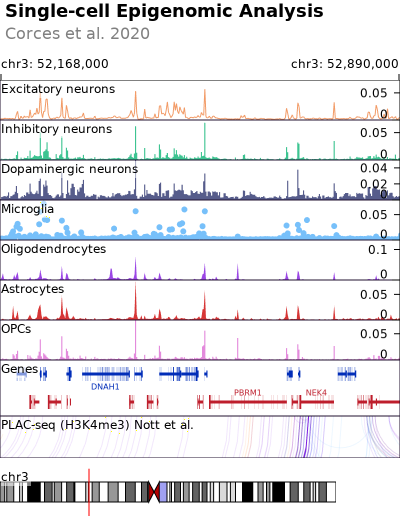 Single-cell Epigenomic Analysis
Corces et al. 2020
chr3: 52,168,000 chr3: 52,890,000
Excitatory neurons 0.05
0
Inhibitory neurons 0.05
0
Dopaminergic neurons 0.04
0.02
0
Microglia 0.05
0
Oligodendrocytes 0.1
0
Astrocytes 0.05
0
OPCs 0.05
0
Genes
DNAH1
PBRM1 NEK4
PLAC-seq (H3K4me3) Nott et al.
chr3